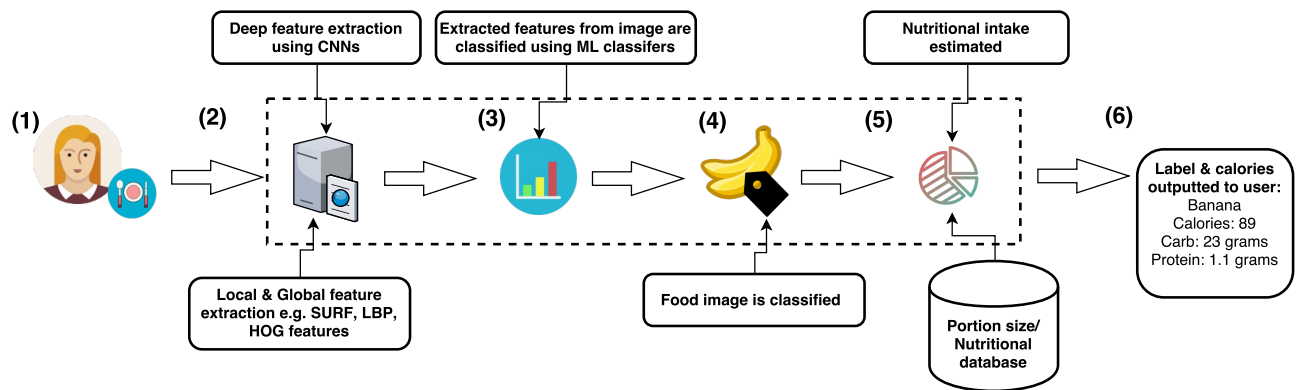 Deep feature extraction
using CNNs
Extracted features from image are
classified using ML classifers
Nutritional intake
estimated
(1)
(2)
(3)
(4)
(5)
(6)
Label & calories
outputted to user:
Banana
Calories: 89
Carb: 23 grams
Protein: 1.1 grams
Local & Global feature
extraction e.g. SURF, LBP,
HOG features
Food image is classified
Portion size/
Nutritional
database